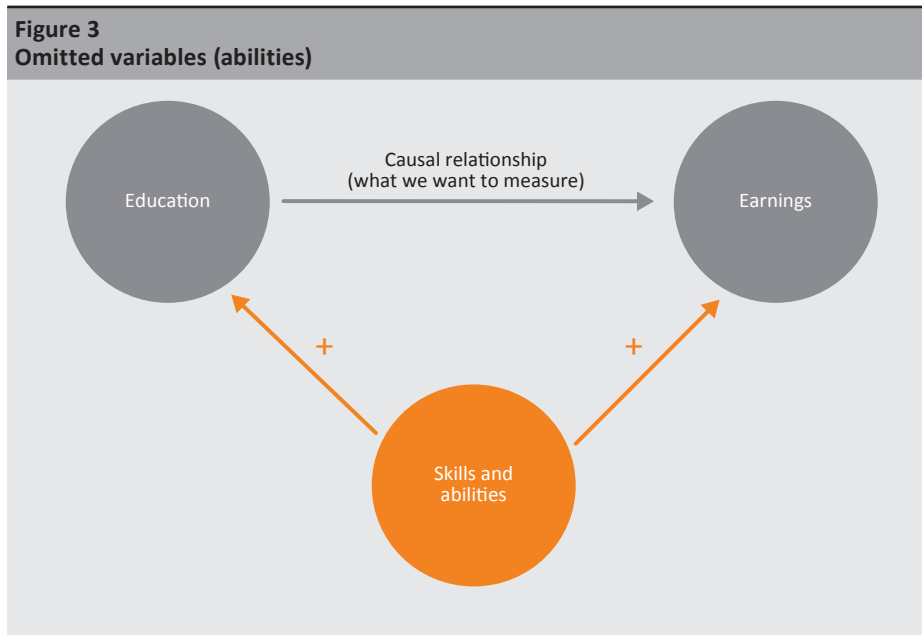 Figure 3
Omitted variables (abilities)
Causal relationship
(what we want to measure)
Education
Earnings
+
+
Skills and
abilities